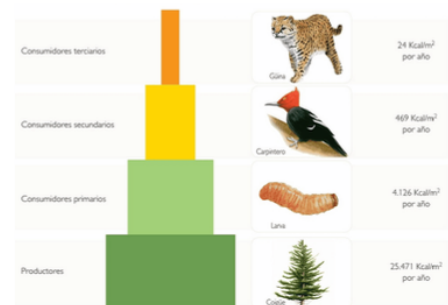 Consumidores terciarios
Güiña
24 Kcal/m²
por año
Consumidores secundarios
Carpintero
469 Kcal/m²
por año
Consumidores primarios
Larva
4.126 Kcal/m²
por año
Productores
25.471 Kcal/m²
por año